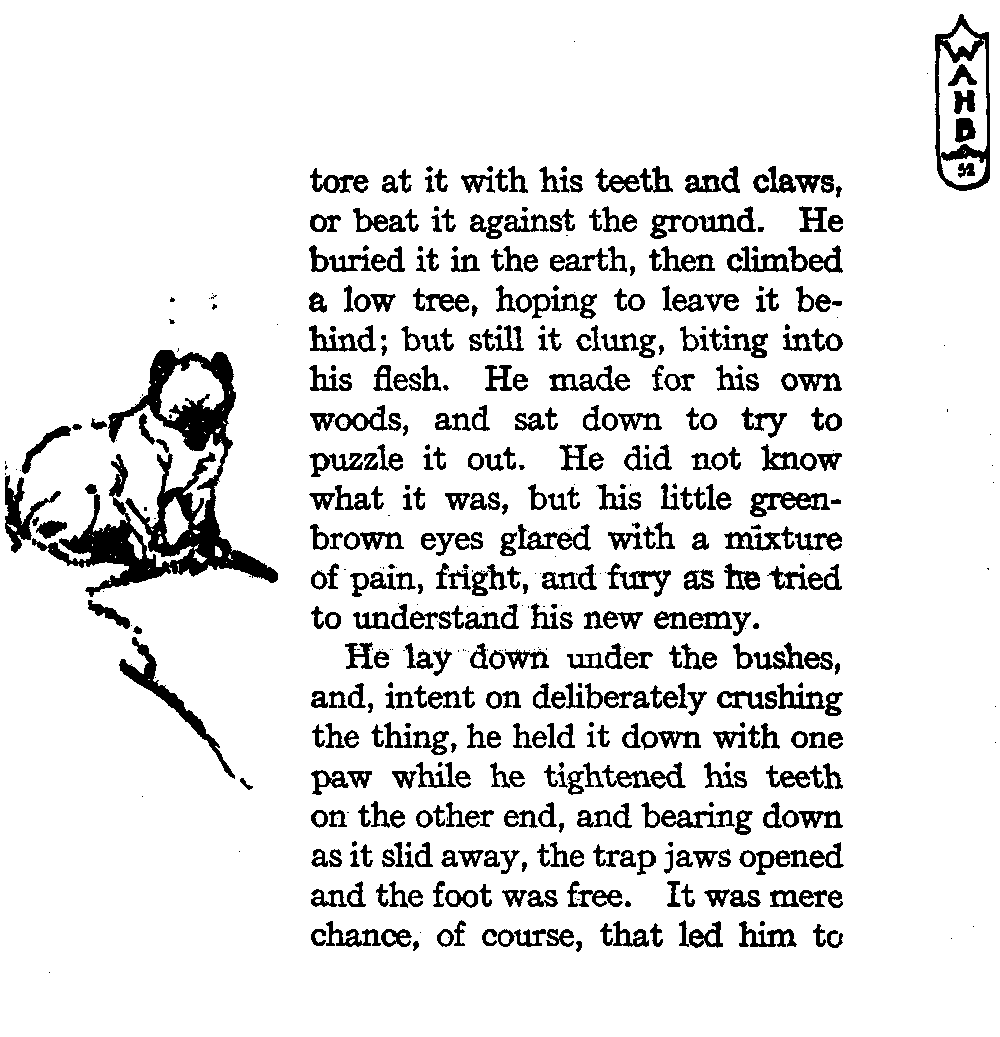 WAHB
52
tore at it with his teeth and claws,
or beat it against the ground. He
buried it in the earth, then climbed
a low tree, hoping to leave it be-
hind; but still it clung, biting into
his flesh. He made for his own
woods, and sat down to try to
puzzle it out. He did not know
what it was, but his little green-
brown eyes glared with a mixture
of pain, fright, and fury as he tried
to understand his new enemy.
He lay down under the bushes,
and, intent on deliberately crushing
the thing, he held it down with one
paw while he tightened his teeth
on the other end, and bearing down
as it slid away, the trap jaws opened
and the foot was free. It was mere
chance, of course, that led him to